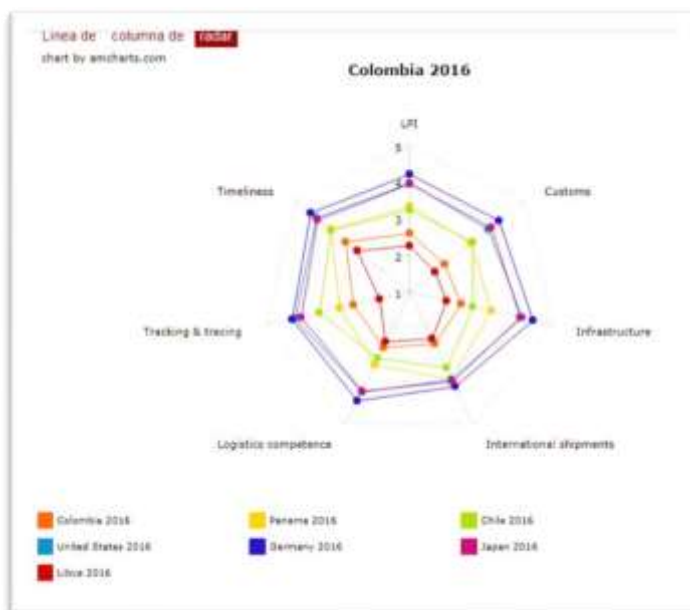 Linea de columna de radar
chart by amcharts.com
Colombia 2016
LPI
5
Timeliness
4
Customs
3
2
1
Tracking & tracing
Infrastructure
Logistics competence
International shipments
Colombia 2016
Panama 2016
Chile 2016
United States 2016
Germany 2016
Japan 2016
Libya 2016